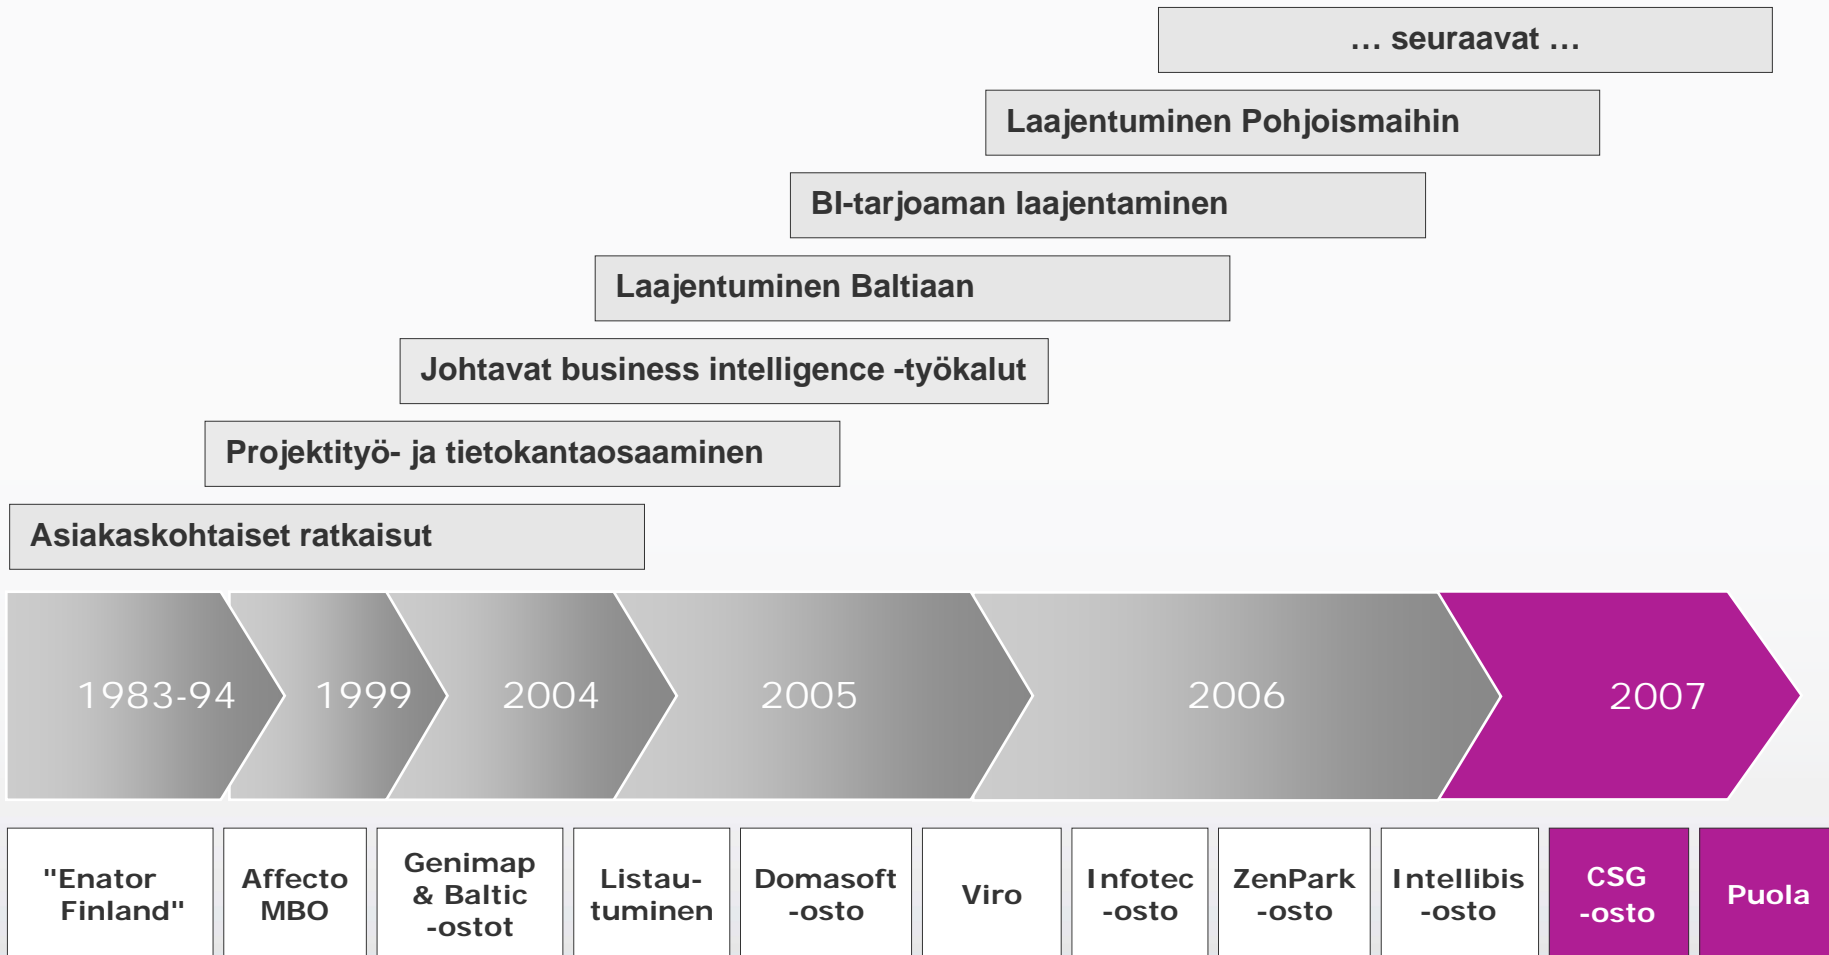 … seuraavat …
Laajentuminen Pohjoismaihin
BI-tarjoaman laajentaminen
Laajentuminen Baltiaan
Johtavat business intelligence -työkalut
Projektityö- ja tietokantaosaaminen
Asiakaskohtaiset ratkaisut
1983-94
1999
2004
2005
2006
2007
"Enator
Finland"
Affecto
MBO
Genimap
& Baltic
-ostot
Listau-
tuminen
Domasoft
-osto
Viro
Infotec
-osto
ZenPark
-osto
Intellibis
-osto
CSG
-osto
Puola